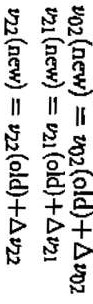 v₀₂(new) = v₀₂(old)+Δv₀₂
v₂₁(new) = v₂₁(old)+Δv₂₁
v₂₂(new) = v₂₂(old)+Δv₂₂